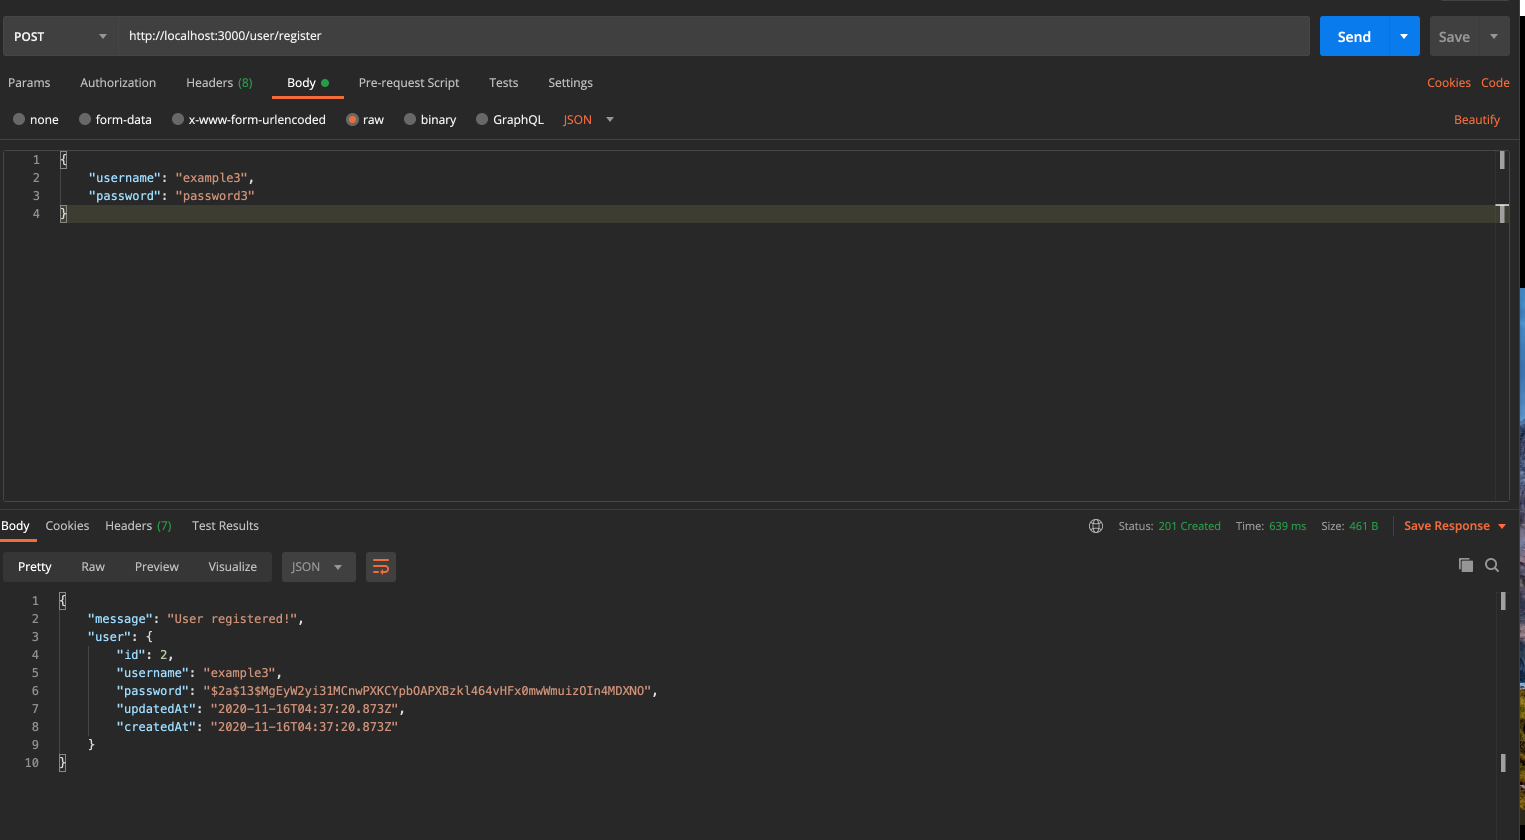 POST http://localhost:3000/user/register Send Save
Params Authorization Headers (8) Body Pre-request Script Tests Settings Cookies Code
none form-data x-www-form-urlencoded raw binary GraphQL JSON Beautify
1 {
2 "username": "example3",
3 "password": "password3"
4 }
Body Cookies Headers (7) Test Results Status: 201 Created Time: 639 ms Size: 461 B Save Response
Pretty Raw Preview Visualize JSON
1 {
2 "message": "User registered!",
3 "user": {
4 "id": 2,
5 "username": "example3",
6 "password": "$2a$13$MgEyW2yi31MCnwPXKCYpbOAPXBzkl464vHFx0mwWmuizOIn4MDXNO",
7 "updatedAt": "2020-11-16T04:37:20.873Z",
8 "createdAt": "2020-11-16T04:37:20.873Z"
9 }
10 }